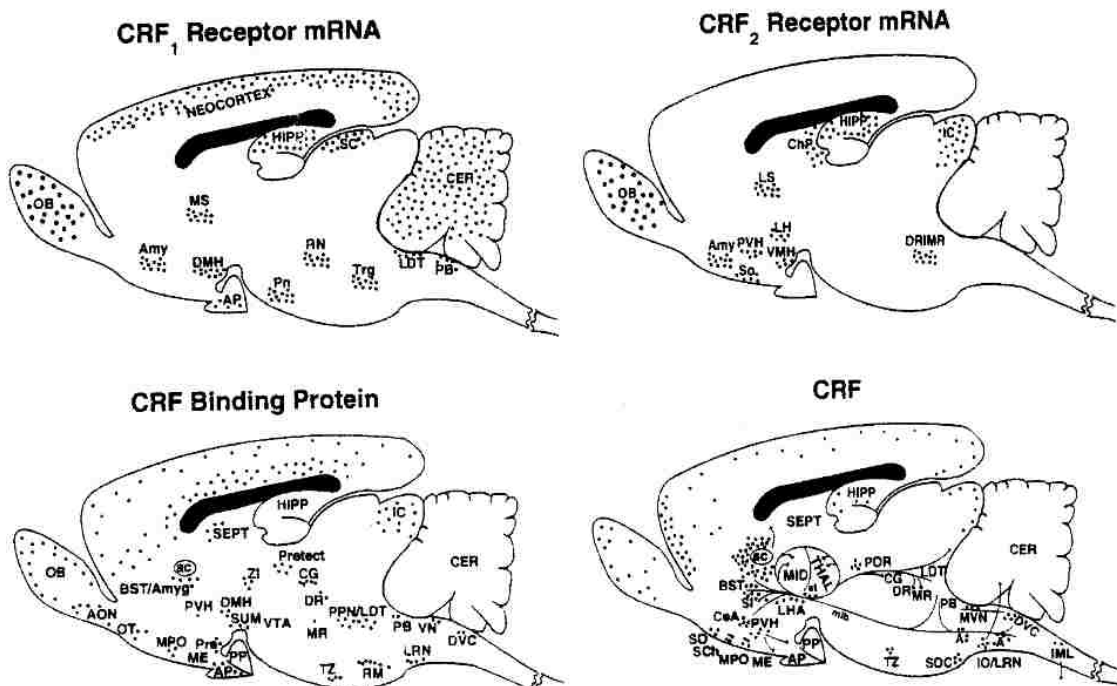 CRF1 Receptor mRNA
NEOCORTEX
HIPP
SC
CER
OB
MS
Amy
DMH
AP
RN
Pn
Trg
LDT
PB
CRF2 Receptor mRNA
HIPP
ChP
IC
OB
LS
LH
Amy
PVH
VMH
So
DRIMR
CRF Binding Protein
HIPP
IC
SEPT
CER
Pretect
OB
ac
ZI
CG
BST/Amyg
DR
PPN/LDT
AON
PVH
DMH
SUM
VTA
PB
VN
OT
MR
DVC
MPO
Pre
ME
PP
LRN
AP
TZ
RM
CRF
HIPP
SEPT
CER
ac
POR
MID
THAL
st
BST
CG
LDT
DR
MR
SI
LHA
PB
CeA
PVH
mfb
MVN
DVC
SO
SCh
PP
A
A
MPO
ME
AP
TZ
SOC
IO/LRN
IML